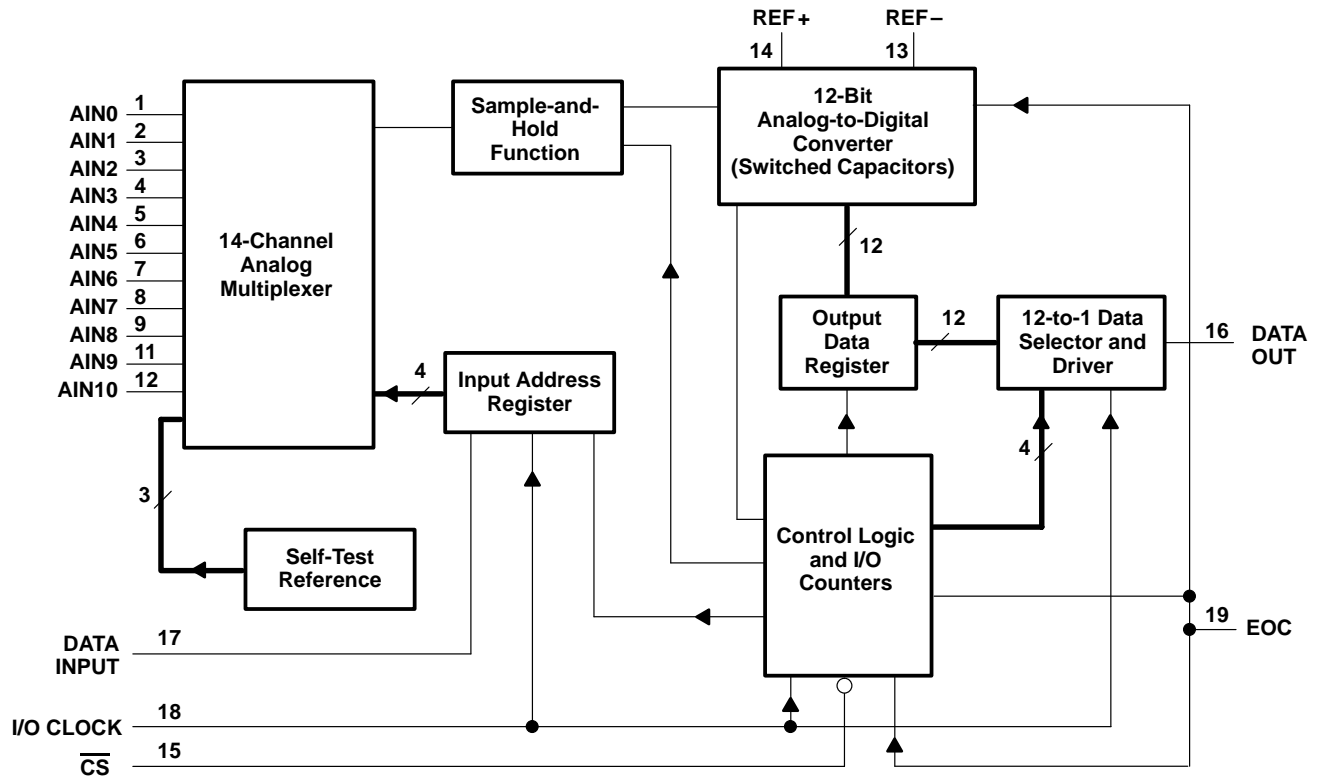 REF+
REF−
14
13
AIN0
1
AIN1
2
AIN2
3
AIN3
4
AIN4
5
AIN5
6
AIN6
7
AIN7
8
AIN8
9
AIN9
11
AIN10
12
14-Channel
Analog
Multiplexer
Sample-and-
Hold
Function
12-Bit
Analog-to-Digital
Converter
(Switched Capacitors)
12
Output
Data
Register
12
12-to-1 Data
Selector and
Driver
16
DATA
OUT
4
Input Address
Register
4
3
Self-Test
Reference
Control Logic
and I/O
Counters
19
EOC
DATA
INPUT
17
I/O CLOCK
18
CS
15